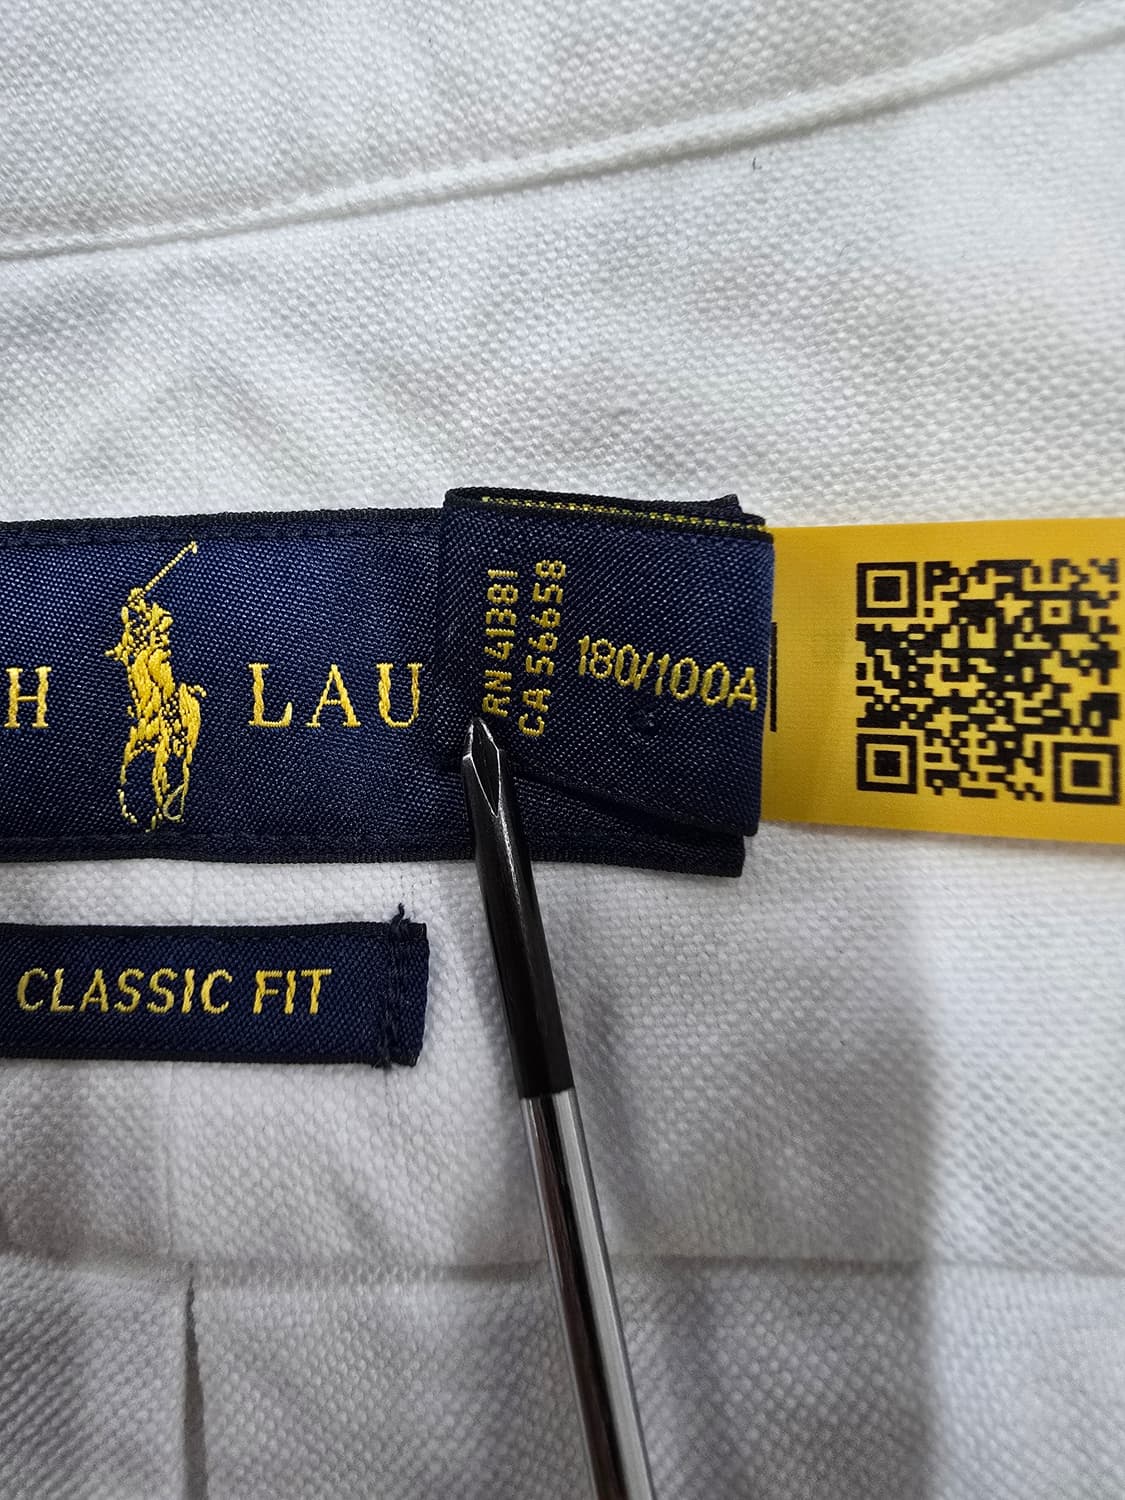 H LAU
RN 41381
CA 56658
180/100A
CLASSIC FIT